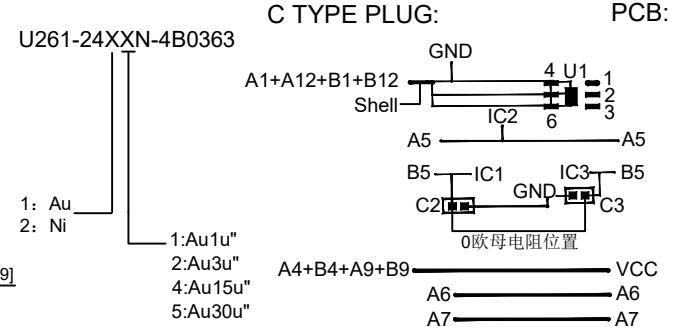 C TYPE PLUG:
PCB:
U261-24XXN-4B0363
1: Au
2: Ni
1:Au1u"
2:Au3u"
4:Au15u"
5:Au30u"
9]
GND
A1+A12+B1+B12
Shell
4
U1
1
2
3
6
IC2
A5
A5
B5
IC1
IC3
B5
GND
C2
C3
0欧母电阻位置
A4+B4+A9+B9
VCC
A6
A6
A7
A7